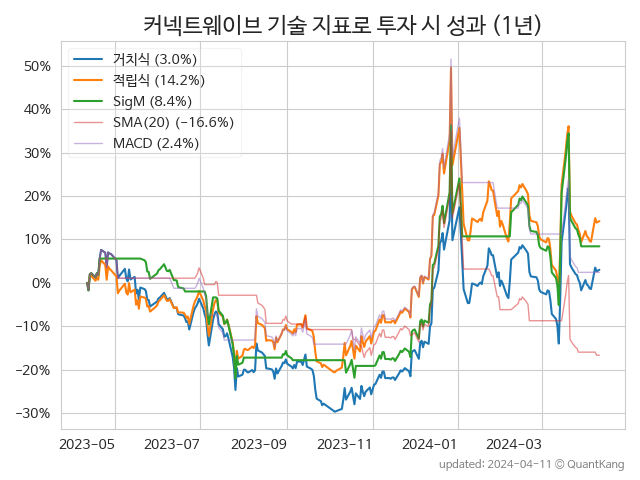 커넥트웨이브 기술 지표로 투자 시 성과 (1년)
거치식 (3.0%)
적립식 (14.2%)
SigM (8.4%)
SMA(20) (−16.6%)
MACD (2.4%)
50%
40%
30%
20%
10%
0%
−10%
−20%
−30%
2023-05 2023-07 2023-09 2023-11 2024-01 2024-03
updated: 2024-04-11 © QuantKang